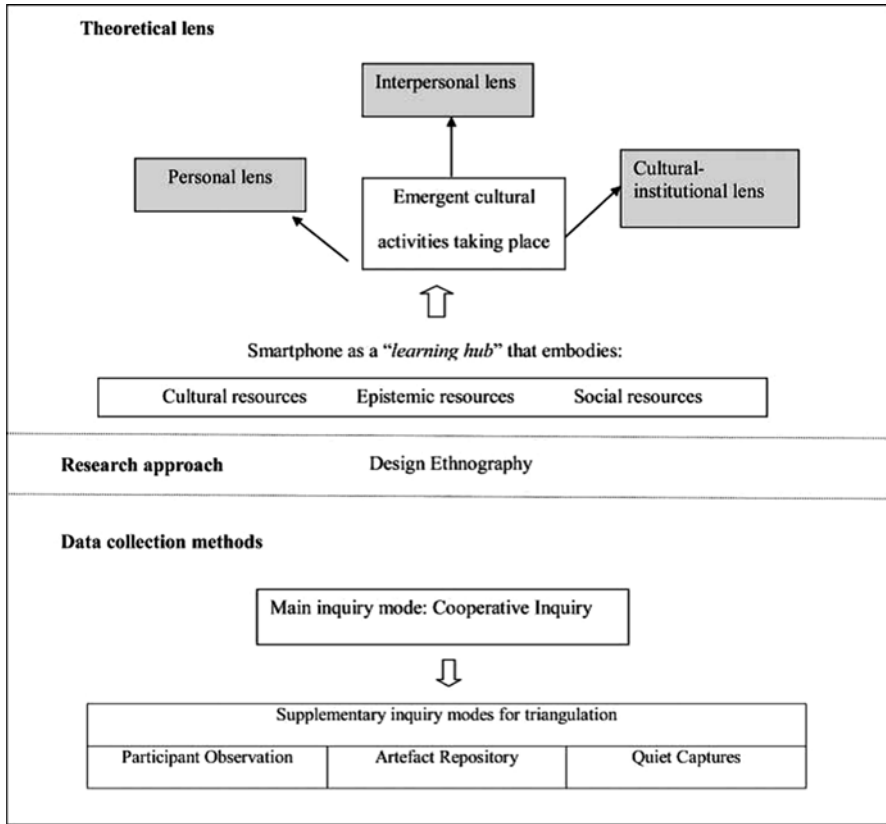 Theoretical lens
Interpersonal lens
Personal lens
Cultural-
institutional lens
Emergent cultural
activities taking place
Smartphone as a “learning hub” that embodies:
Cultural resources Epistemic resources Social resources
Research approach Design Ethnography
Data collection methods
Main inquiry mode: Cooperative Inquiry
Supplementary inquiry modes for triangulation
Participant Observation Artefact Repository Quiet Captures